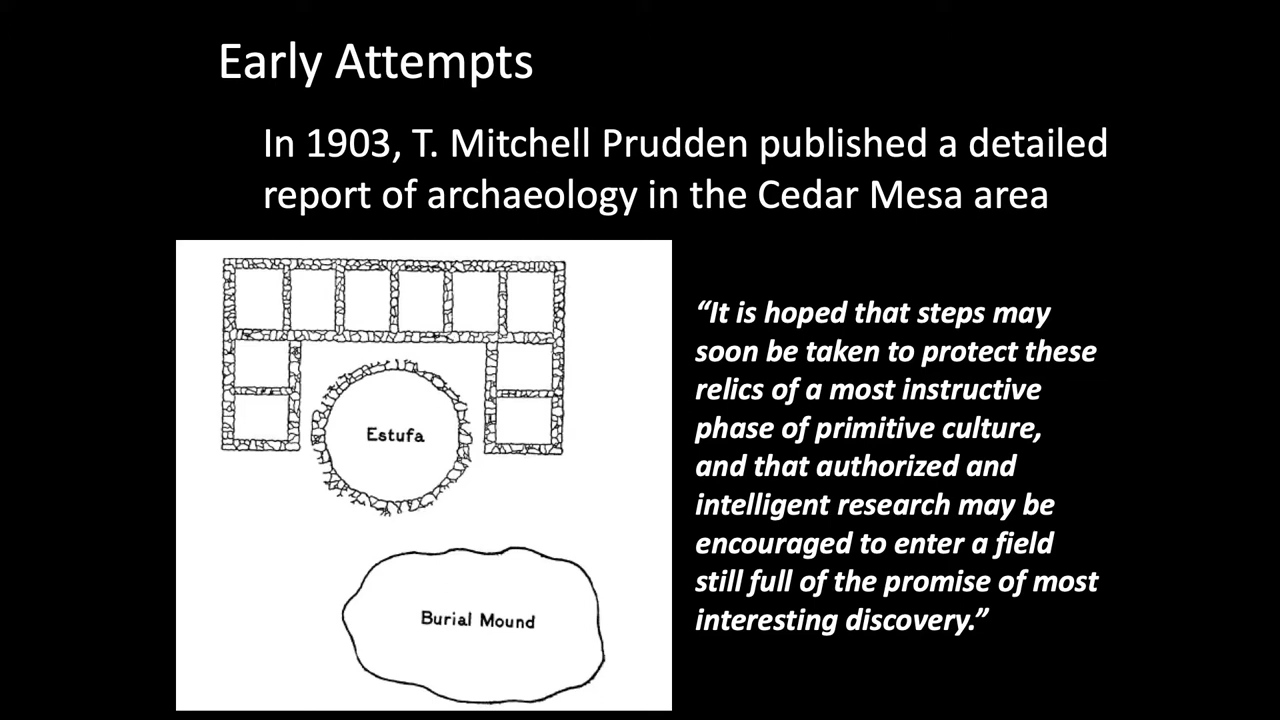 Early Attempts
In 1903, T. Mitchell Prudden published a detailed
report of archaeology in the Cedar Mesa area
Estufa
Burial Mound
“It is hoped that steps may
soon be taken to protect these
relics of a most instructive
phase of primitive culture,
and that authorized and
intelligent research may be
encouraged to enter a field
still full of the promise of most
interesting discovery.”